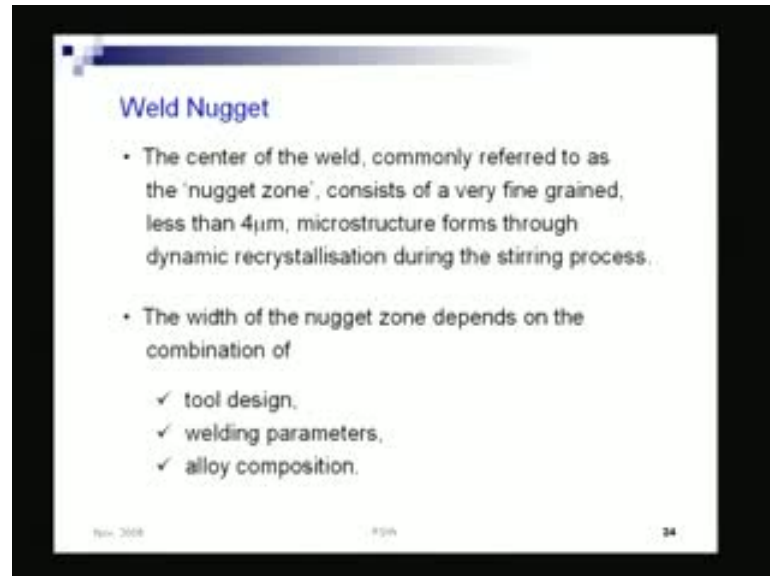 Weld Nugget
• The center of the weld, commonly referred to as
the 'nugget zone', consists of a very fine grained,
less than 4μm, microstructure forms through
dynamic recrystallisation during the stirring process.
• The width of the nugget zone depends on the
combination of
✓ tool design,
✓ welding parameters,
✓ alloy composition.
Nov, FSW 34